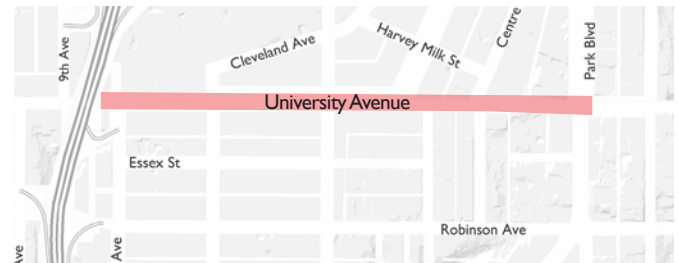 9th Ave
Cleveland Ave
Harvey Milk St
Centre
Park Blvd
University Avenue
Essex St
Robinson Ave
Ave
Ave